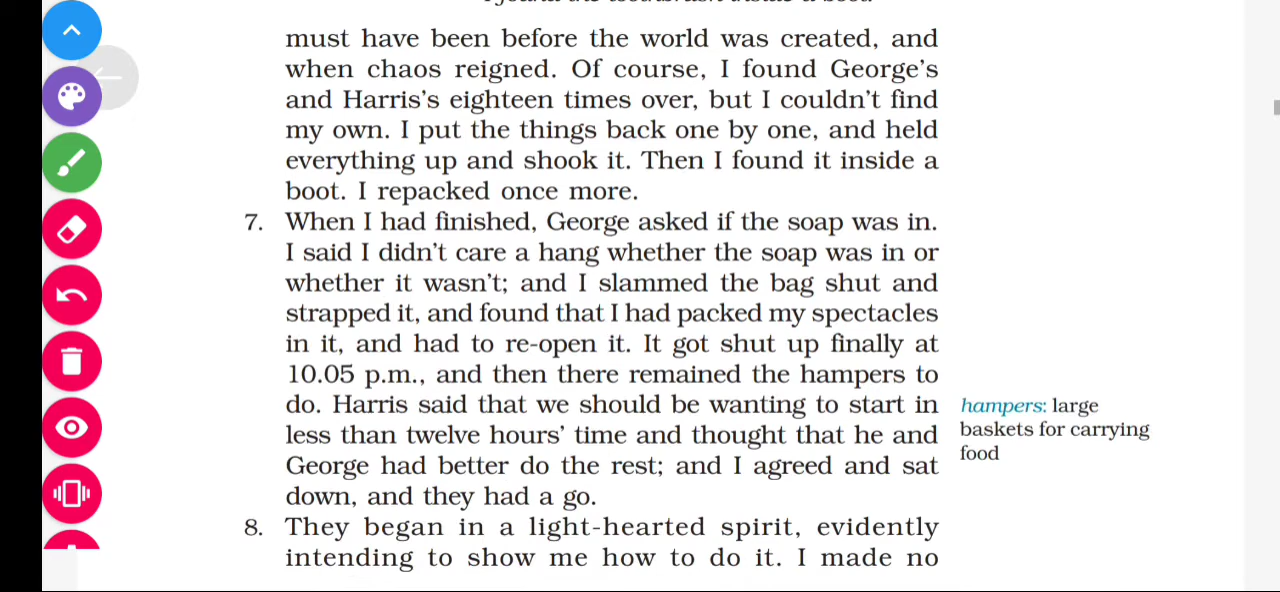 must have been before the world was created, and
when chaos reigned. Of course, I found George's
and Harris's eighteen times over, but I couldn't find
my own. I put the things back one by one, and held
everything up and shook it. Then I found it inside a
boot. I repacked once more.
7. When I had finished, George asked if the soap was in.
I said I didn't care a hang whether the soap was in or
whether it wasn't; and I slammed the bag shut and
strapped it, and found that I had packed my spectacles
in it, and had to re-open it. It got shut up finally at
10.05 p.m., and then there remained the hampers to
do. Harris said that we should be wanting to start in
less than twelve hours' time and thought that he and
George had better do the rest; and I agreed and sat
down, and they had a go.
hampers: large
baskets for carrying
food
8. They began in a light-hearted spirit, evidently
intending to show me how to do it. I made no